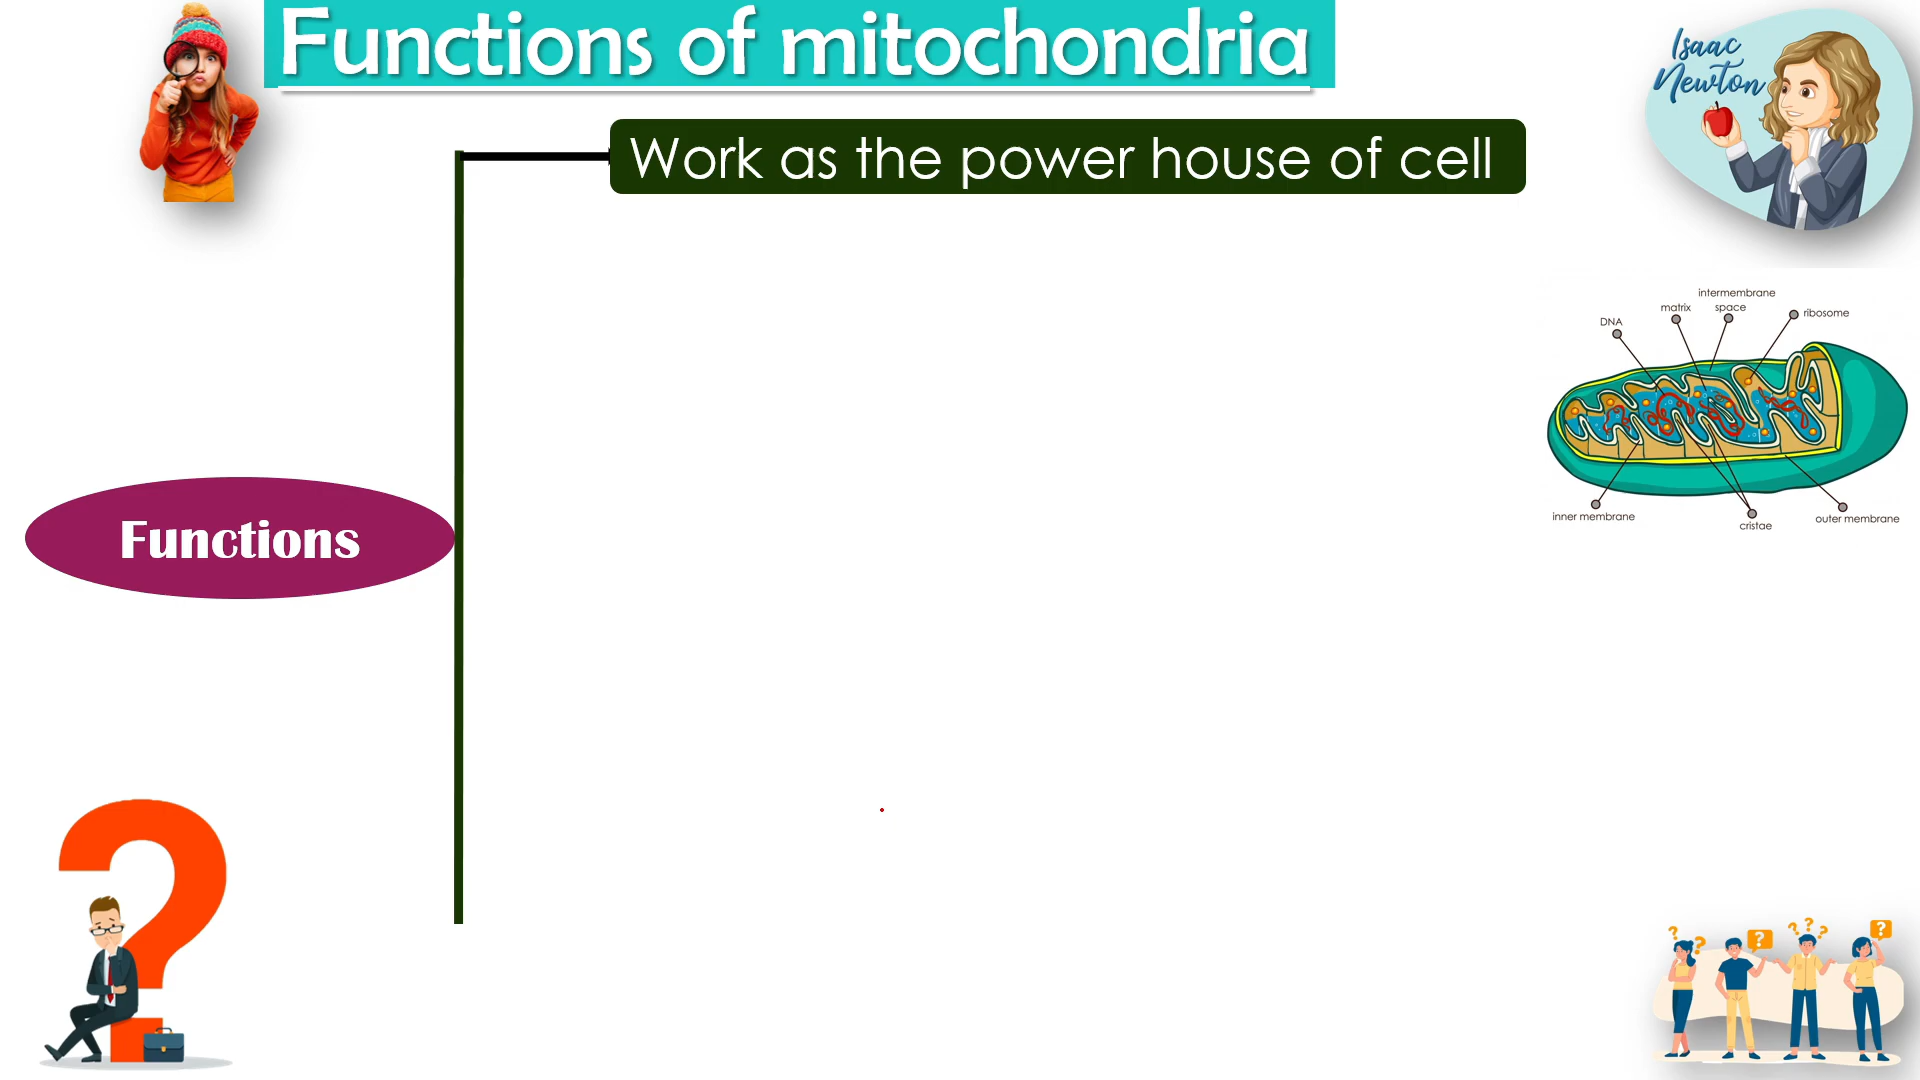 Functions of mitochondria
Isaac
Newton
Work as the power house of cell
intermembrane
space
matrix
ribosome
DNA
Functions
inner membrane
cristae
outer membrane
?
? ? ? ? ? ? ? ?